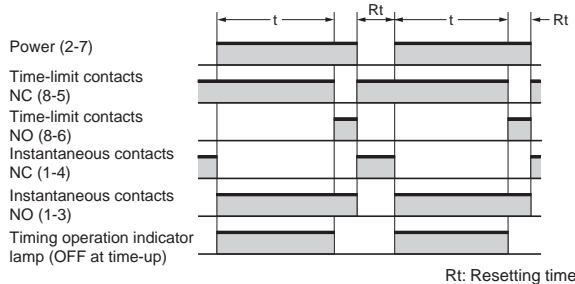 t Rt t Rt
Power (2-7)
Time-limit contacts
NC (8-5)
Time-limit contacts
NO (8-6)
Instantaneous contacts
NC (1-4)
Instantaneous contacts
NO (1-3)
Timing operation indicator
lamp (OFF at time-up)
Rt: Resetting time